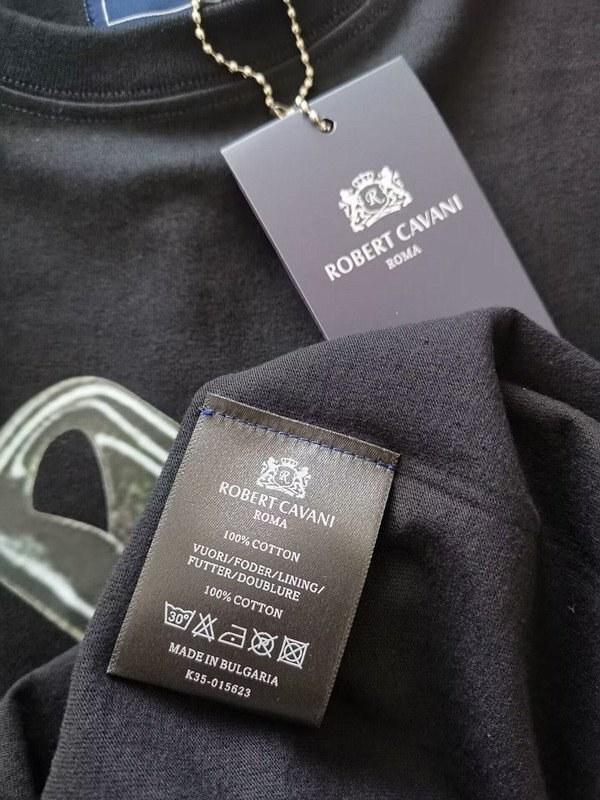 R
ROBERT CAVANI
ROMA
R
ROBERT CAVANI
ROMA
100% COTTON
VUORI/FODER/LINING/
FUTTER/DOUBLURE
100% COTTON
30°
MADE IN BULGARIA
K35-015623